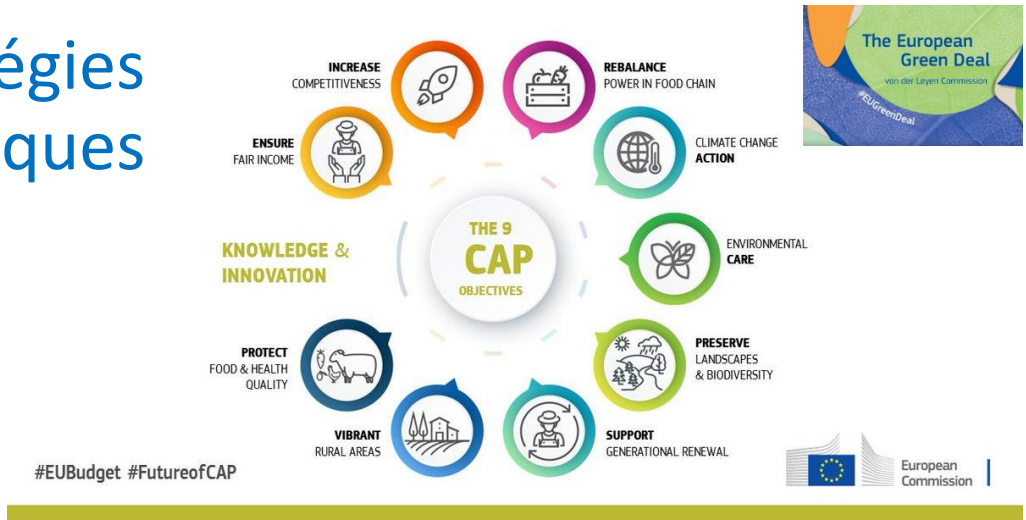 égies
ques
The European
Green Deal
von der Leyen Commission
#EUGreenDeal
INCREASE
COMPETITIVENESS
REBALANCE
POWER IN FOOD CHAIN
ENSURE
FAIR INCOME
CLIMATE CHANGE
ACTION
KNOWLEDGE &
INNOVATION
THE 9
CAP
OBJECTIVES
ENVIRONMENTAL
CARE
PROTECT
FOOD & HEALTH
QUALITY
PRESERVE
LANDSCAPES
& BIODIVERSITY
VIBRANT
RURAL AREAS
SUPPORT
GENERATIONAL RENEWAL
#EUBudget #FutureofCAP
European
Commission